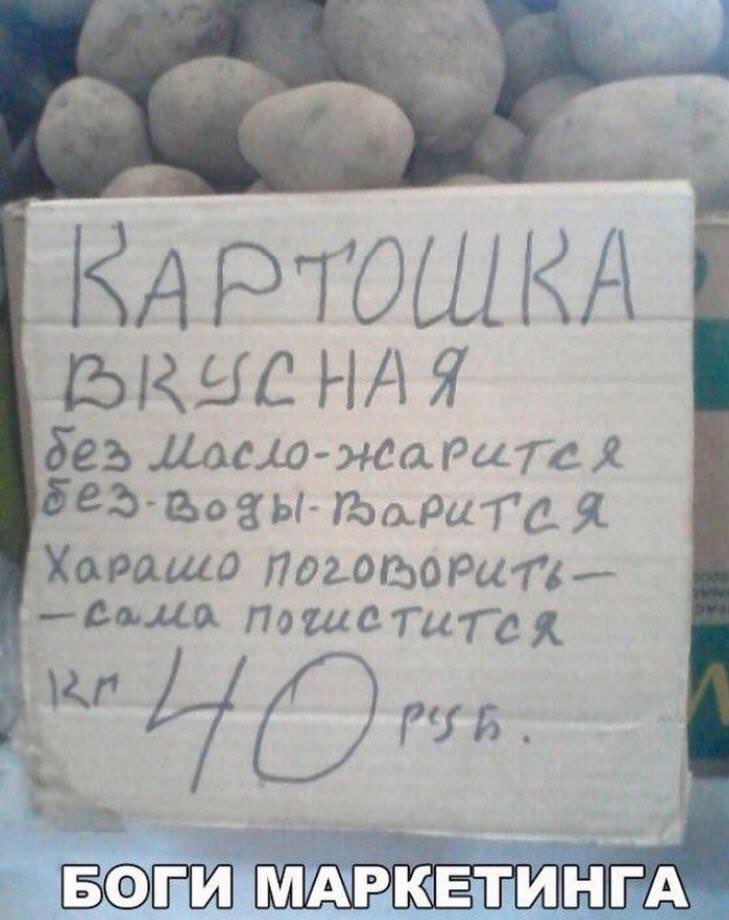 КАРТОШКА
ВКУСНАЯ
без Масло-жарится
без-Воды-Варится
Харашо поговорить-
-сама почистится
кг 40 руб.
БОГИ МАРКЕТИНГА